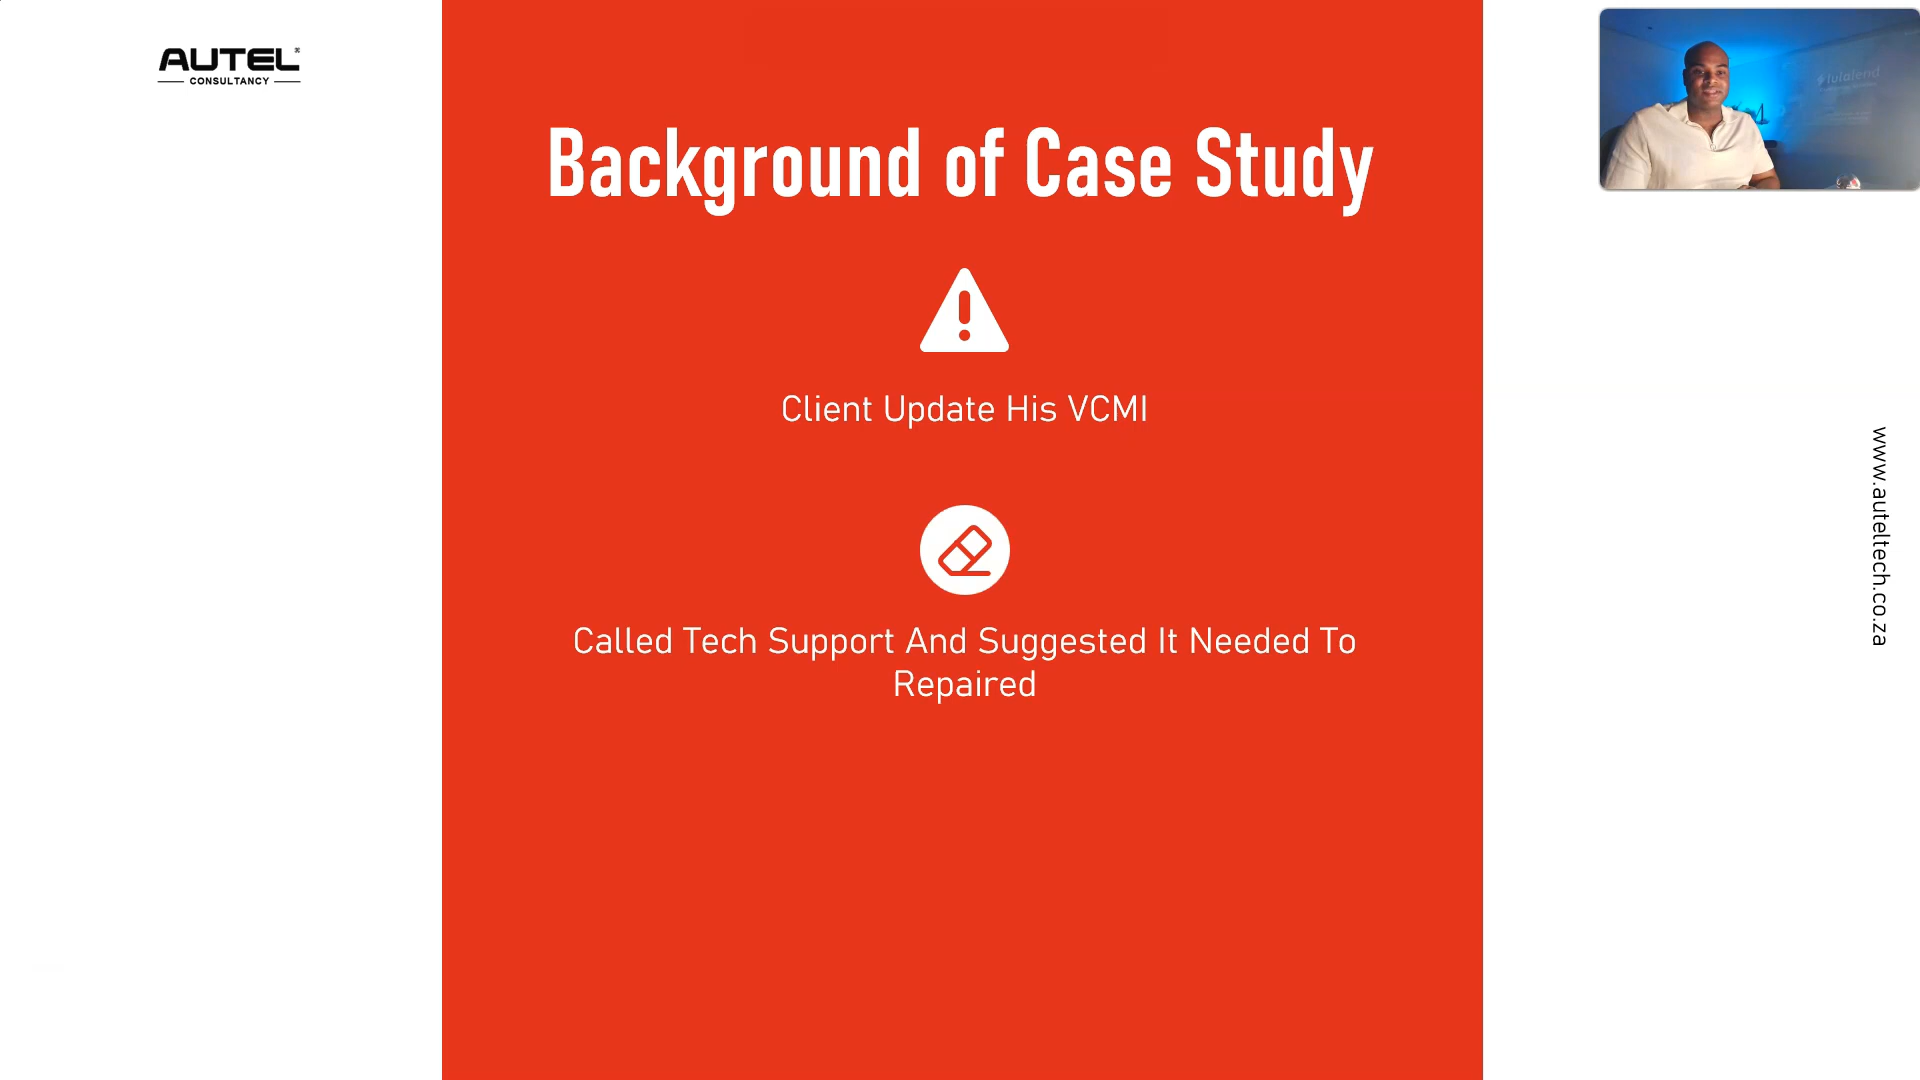 AUTEL®
CONSULTANCY
Background of Case Study
Client Update His VCMI
Called Tech Support And Suggested It Needed To
Repaired
lulalend
www.auteltech.co.za